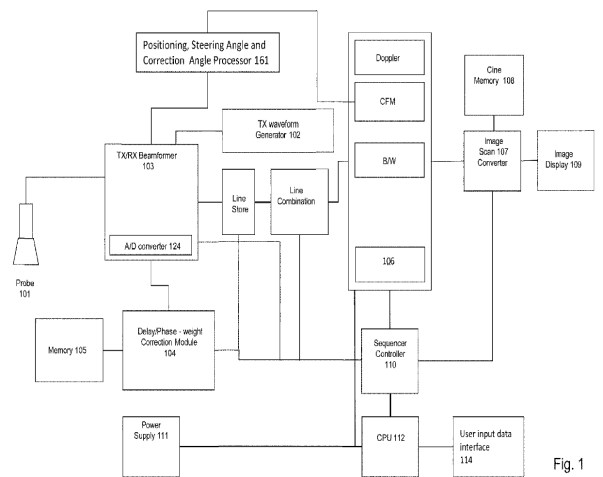 Positioning, Steering Angle and
Correction Angle Processor 161
Doppler
CFM
B/W
106
Cine
Memory 108
TX waveform
Generator 102
TX/RX Beamformer
103
A/D converter 124
Line
Store
Line
Combination
Image
Scan 107
Converter
Image
Display 109
Probe
101
Memory 105
Delay/Phase - weight
Correction Module
104
Sequencer
Controller
110
Power
Supply 111
CPU 112
User input data
interface
114
Fig. 1